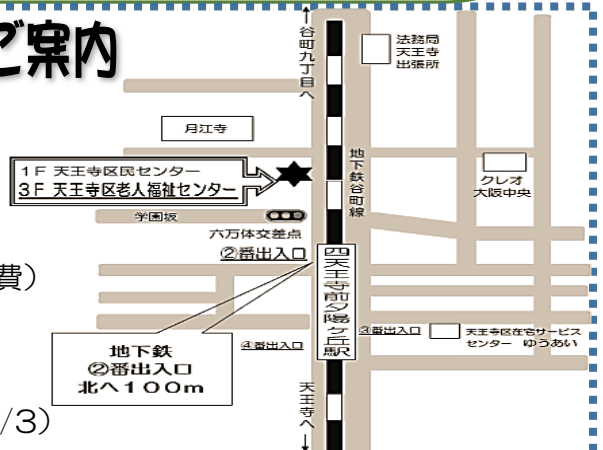 ご案内
谷町九丁目へ
法務局
天王寺
出張所
月江寺
1F 天王寺区民センター
3F 天王寺区老人福祉センター
地下鉄谷町線
クレオ
大阪中央
学園坂
六万体交差点
②番出入口
費）
四天王寺前夕陽ヶ丘駅
③番出入口
天王寺区在宅サービス
センター ゆうあい
地下鉄
②番出入口
北へ100m
④番出入口
天王寺へ
/3）